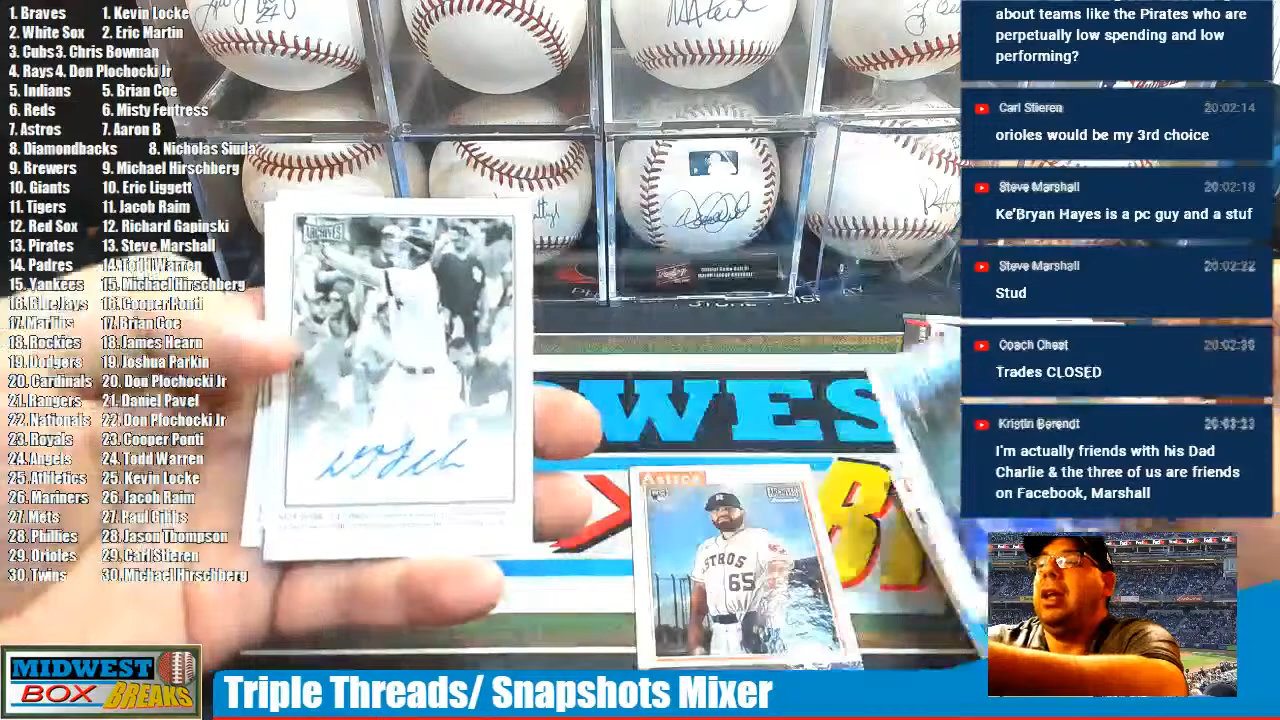 1. Braves 1. Kevin Locke
2. White Sox 2. Eric Martin
3. Cubs 3. Chris Bowman
4. Rays 4. Don Plochocki Jr
5. Indians 5. Brian Coe
6. Reds 6. Misty Fentress
7. Astros 7. Aaron B
8. Diamondbacks 8. Nicholas Siuda
9. Brewers 9. Michael Hirschberg
10. Giants 10. Eric Liggett
11. Tigers 11. Jacob Raim
12. Red Sox 12. Richard Gapinski
13. Pirates 13. Steve Marshall
14. Padres 14. Todd Warren
15. Yankees 15. Michael Hirschberg
16. Blue Jays 16. Cooper Ponti
17. Marlins 17. Brian Coe
18. Rockies 18. James Hearn
19. Dodgers 19. Joshua Parkin
20. Cardinals 20. Don Plochocki Jr
21. Rangers 21. Daniel Pavel
22. Nationals 22. Don Plochocki Jr
23. Royals 23. Cooper Ponti
24. Angels 24. Todd Warren
25. Athletics 25. Kevin Locke
26. Mariners 26. Jacob Raim
27. Mets 27. Paul Gibbs
28. Phillies 28. Jason Thompson
29. Orioles 29. Carl Stieren
30. Twins 30. Michael Hirschberg
ARCHIVES
WES
B
Astros
ARCHIVES
STROS
65
about teams like the Pirates who are
perpetually low spending and low
performing?
Carl Stieren 20:02:14
orioles would be my 3rd choice
Steve Marshall 20:02:18
Ke'Bryan Hayes is a pc guy and a stuf
Steve Marshall 20:02:22
Stud
Coach Cheat 20:02:36
Trades CLOSED
Kristin Berendt 20:03:23
I'm actually friends with his Dad
Charlie & the three of us are friends
on Facebook, Marshall
MIDWEST
BOX BREAKS
Triple Threads/ Snapshots Mixer